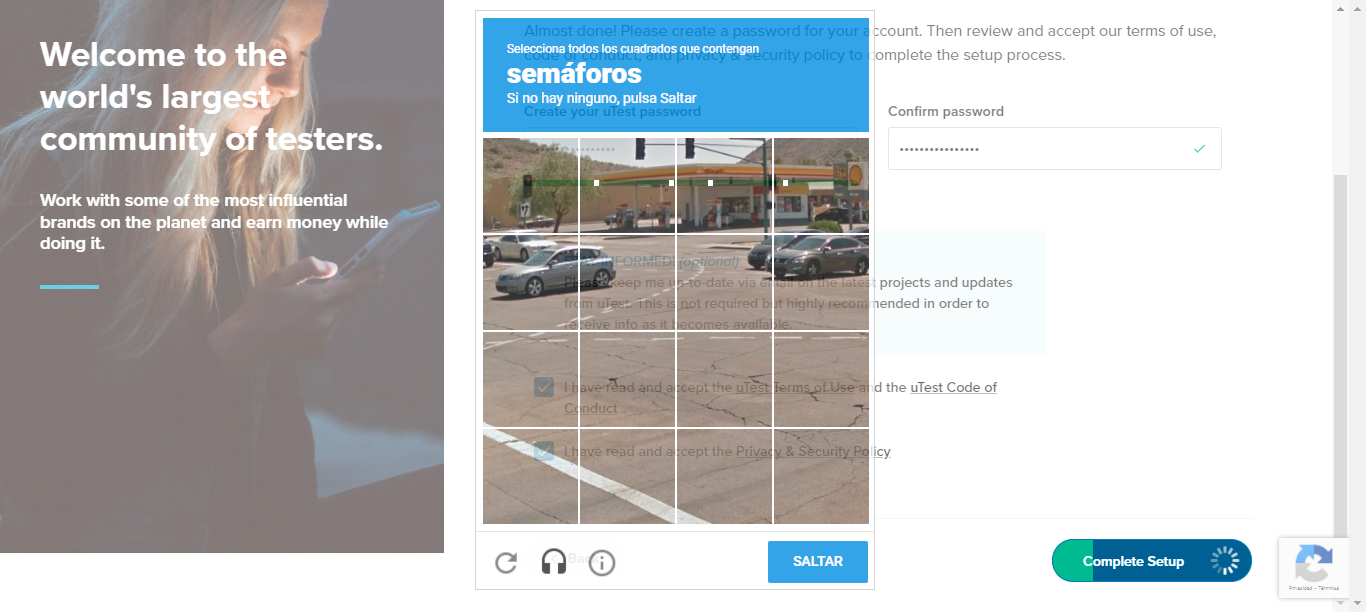 Welcome to the
world's largest
community of testers.
Work with some of the most influential
brands on the planet and earn money while
doing it.
Almost done! Please create a password for your account. Then review and accept our terms of use,
code of conduct, and privacy & security policy to complete the setup process.
Selecciona todos los cuadrados que contengan
semáforos
Si no hay ninguno, pulsa Saltar
Create your uTest password
Confirm password
INFORMED! (optional)
Please keep me up-to-date via email on the latest projects and updates
from uTest. This is not required but highly recommended in order to
receive info as it becomes available.
I have read and accept the uTest Terms of Use and the uTest Code of
Conduct
I have read and accept the Privacy & Security Policy
Back
SALTAR
Complete Setup
Privacidad - Términos